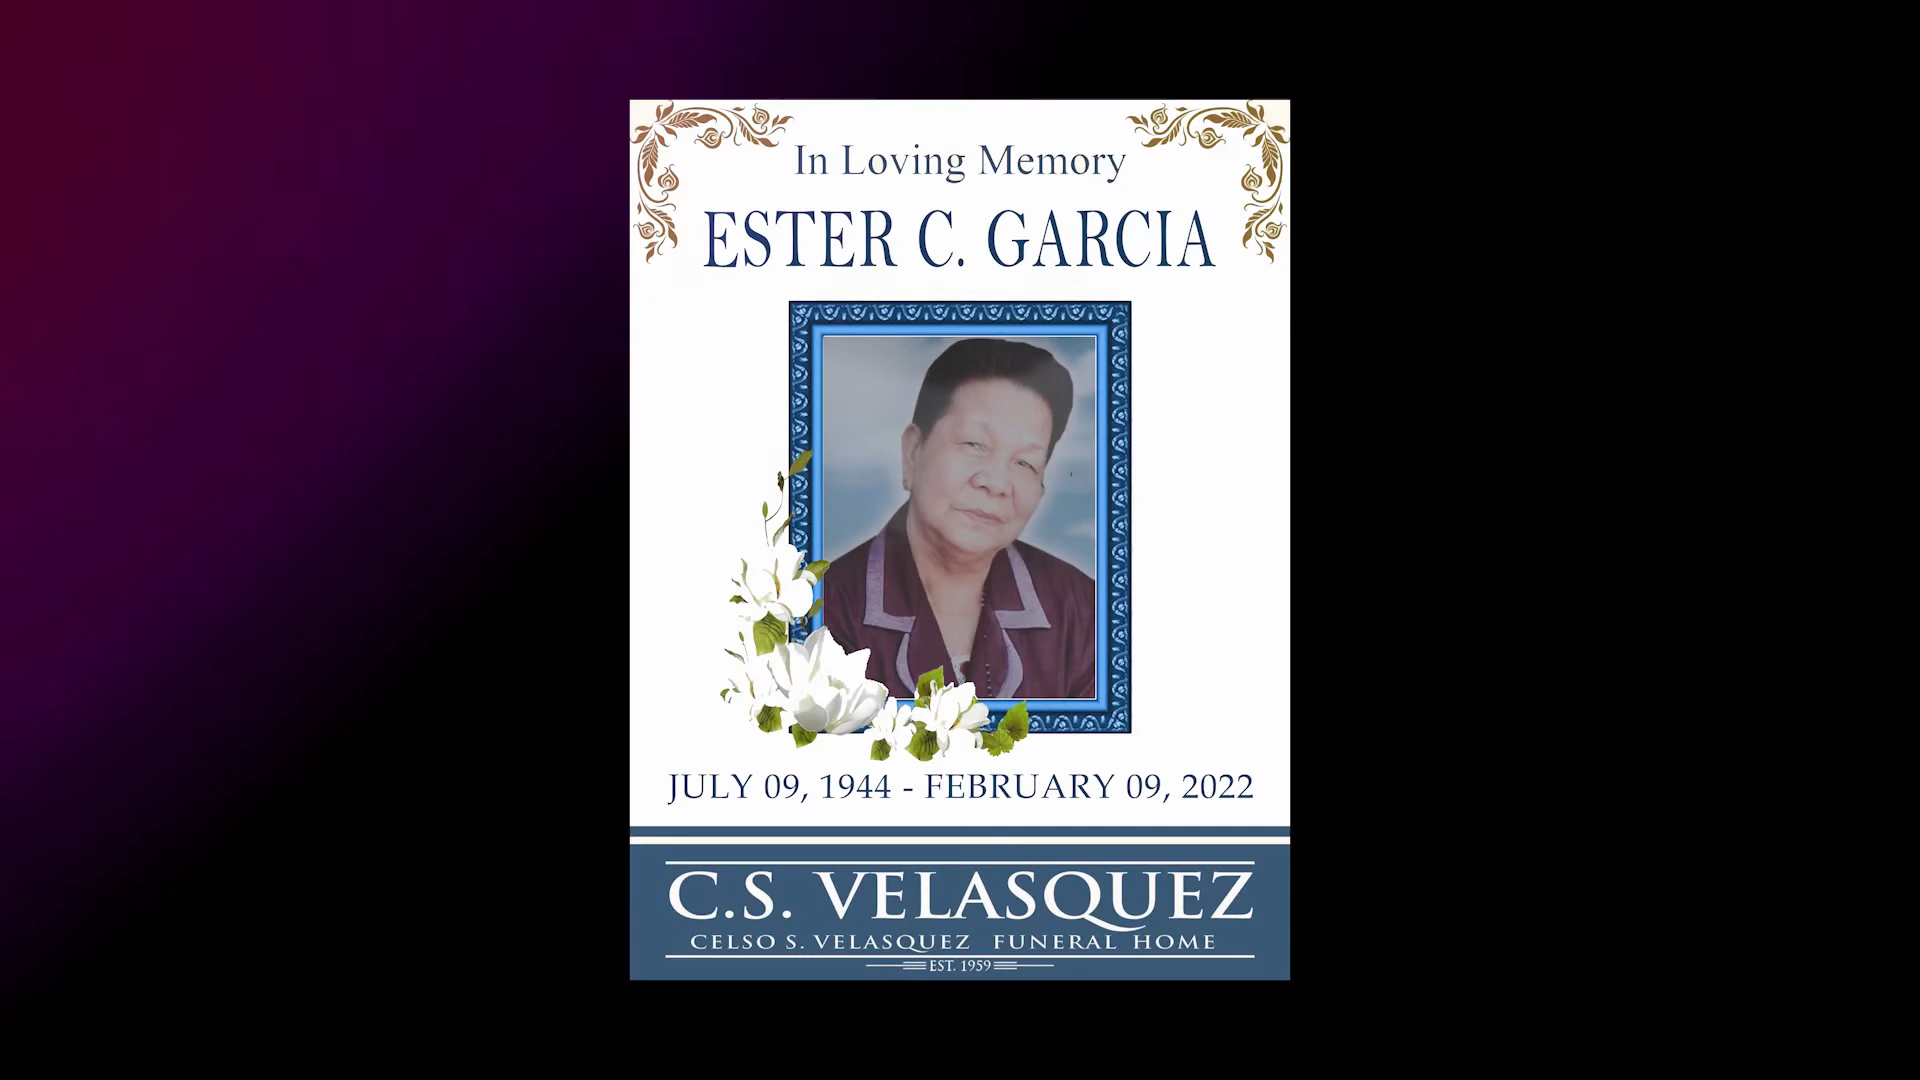 In Loving Memory
ESTER C. GARCIA
JULY 09, 1944 - FEBRUARY 09, 2022
C.S. VELASQUEZ
CELSO S. VELASQUEZ FUNERAL HOME
EST. 1959